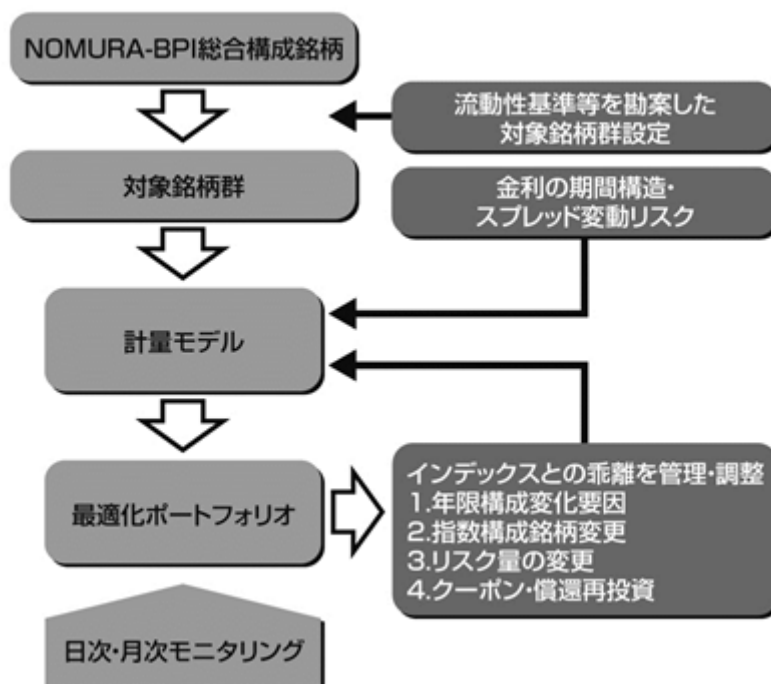 NOMURA-BPI総合構成銘柄
流動性基準等を勘案した
対象銘柄群設定
対象銘柄群
金利の期間構造・
スプレッド変動リスク
計量モデル
最適化ポートフォリオ
インデックスとの乖離を管理・調整
1.年限構成変化要因
2.指数構成銘柄変更
3.リスク量の変更
4.クーポン・償還再投資
日次・月次モニタリング